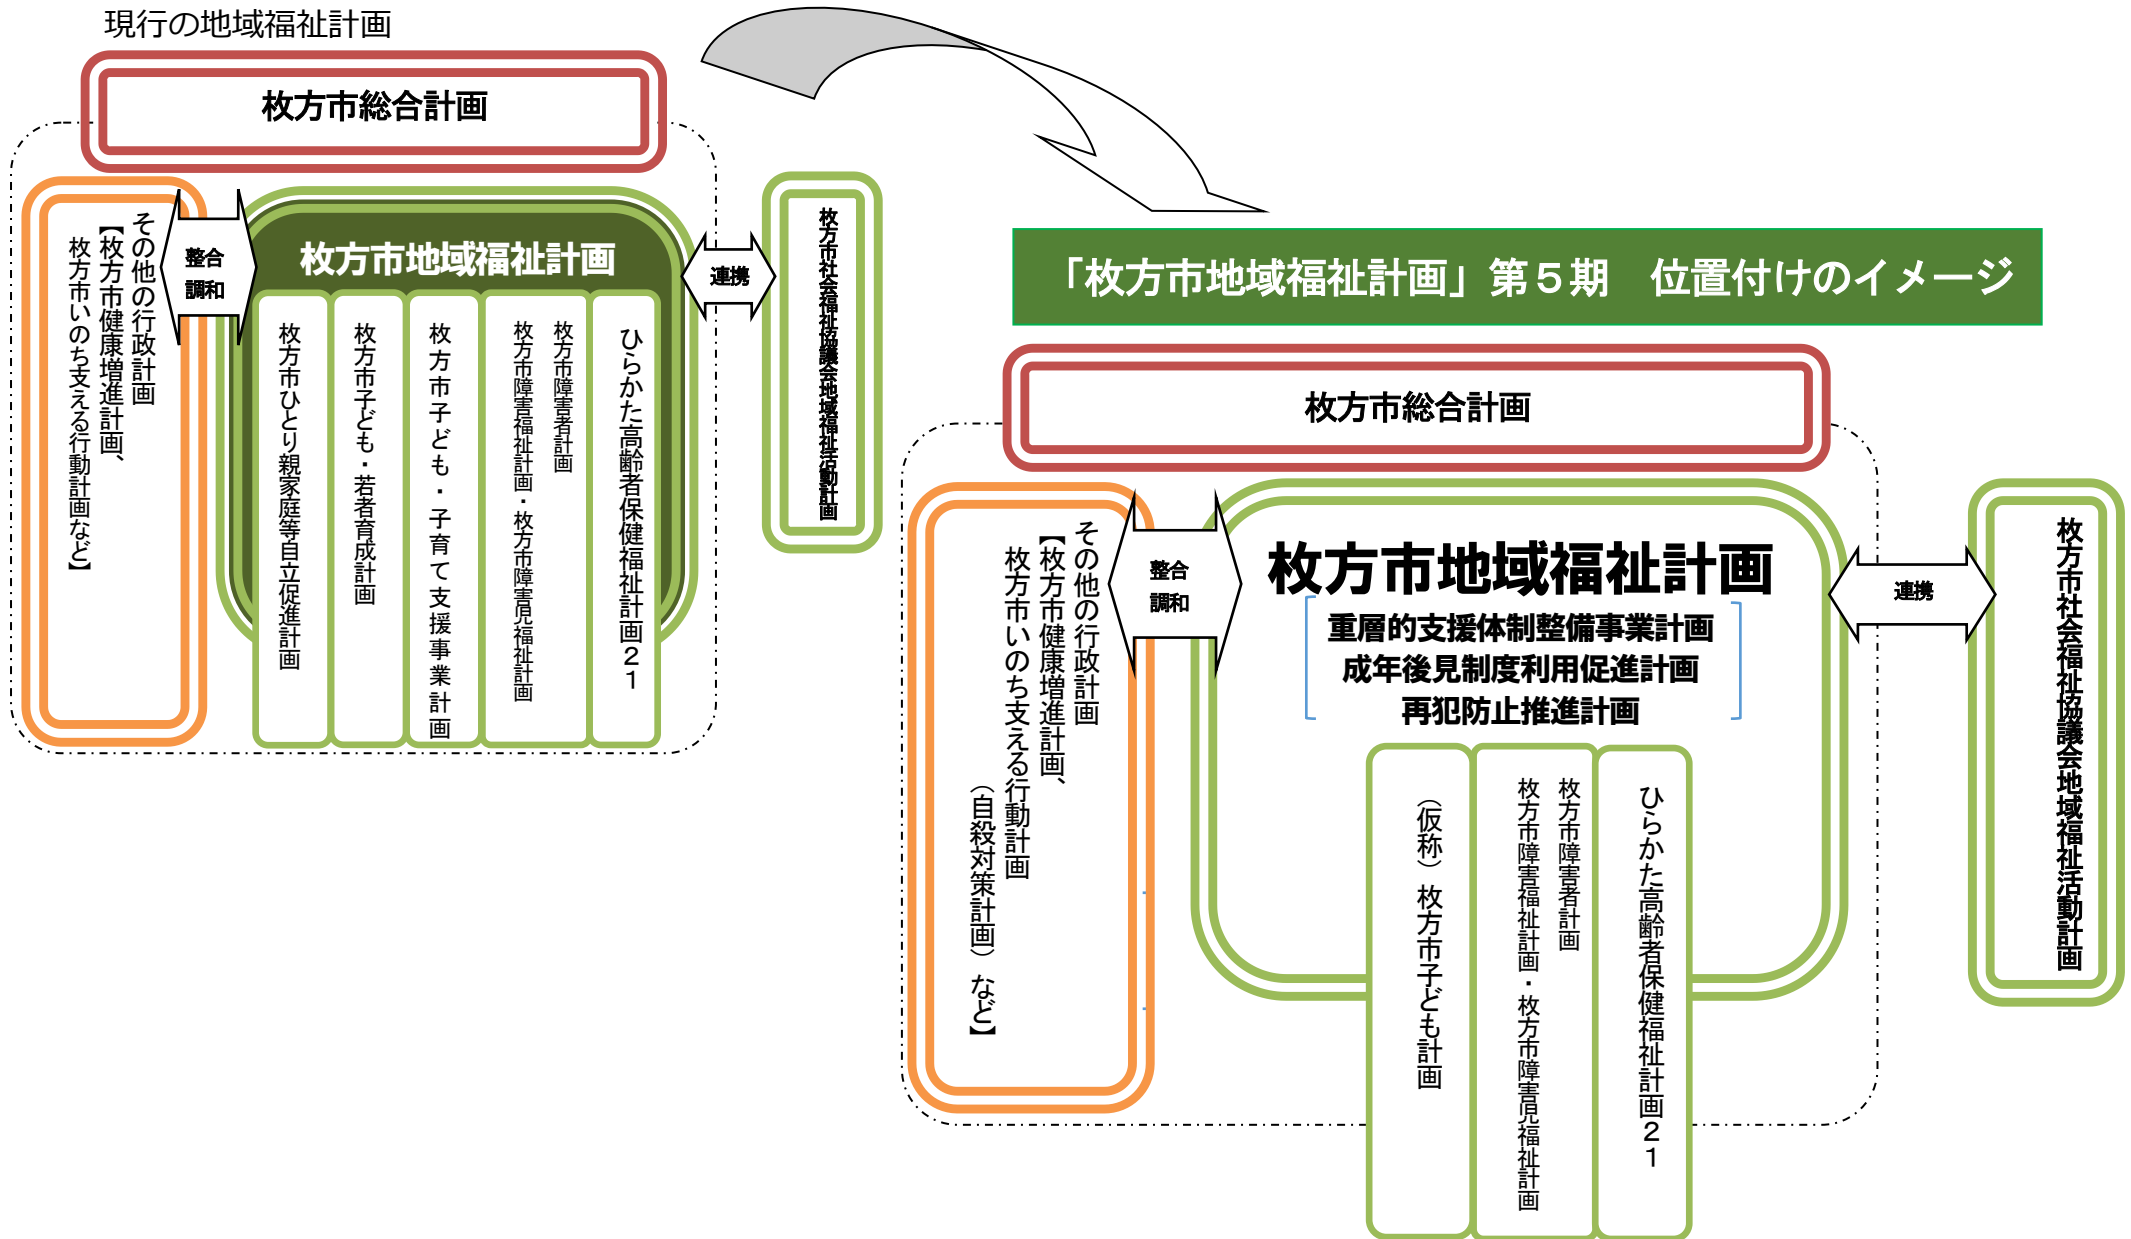 現行の地域福祉計画
枚方市総合計画
その他の行政計画
【枚方市健康増進計画、
枚方市いのち支える行動計画など】
整合
調和
枚方市地域福祉計画
枚方市ひとり親家庭等自立促進計画
枚方市子ども・若者育成計画
枚方市子ども・子育て支援事業計画
枚方市障害者計画
枚方市障害福祉計画・枚方市障害児福祉計画
ひらかた高齢者保健福祉計画２１
連携
枚方市社会福祉協議会地域福祉活動計画
「枚方市地域福祉計画」第５期　位置付けのイメージ
枚方市総合計画
その他の行政計画
【枚方市健康増進計画、
枚方市いのち支える行動計画
（自殺対策計画）など】
整合
調和
枚方市地域福祉計画
重層的支援体制整備事業計画
成年後見制度利用促進計画
再犯防止推進計画
（仮称）枚方市子ども計画
枚方市障害者計画
枚方市障害福祉計画・枚方市障害児福祉計画
ひらかた高齢者保健福祉計画２１
連携
枚方市社会福祉協議会地域福祉活動計画